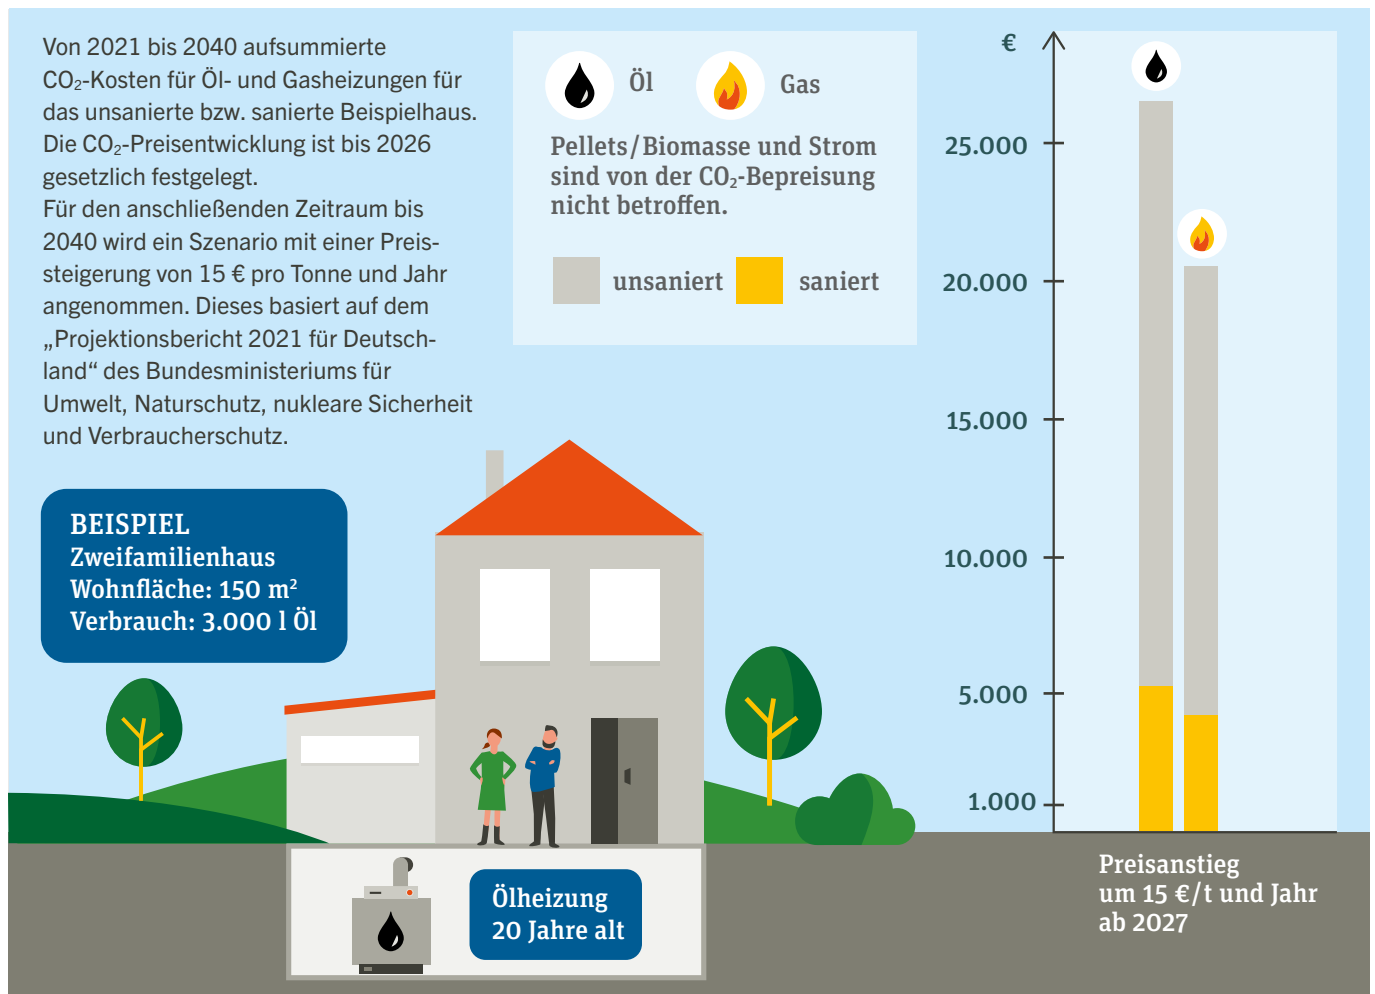 Von 2021 bis 2040 aufsummierte
CO₂-Kosten für Öl- und Gasheizungen für
das unsanierte bzw. sanierte Beispielhaus.
Die CO₂-Preisentwicklung ist bis 2026
gesetzlich festgelegt.
Für den anschließenden Zeitraum bis
2040 wird ein Szenario mit einer Preis-
steigerung von 15 € pro Tonne und Jahr
angenommen. Dieses basiert auf dem
„Projektionsbericht 2021 für Deutsch-
land“ des Bundesministeriums für
Umwelt, Naturschutz, nukleare Sicherheit
und Verbraucherschutz.
Öl
Gas
Pellets/Biomasse und Strom
sind von der CO₂-Bepreisung
nicht betroffen.
unsaniert
saniert
€
25.000
20.000
15.000
10.000
5.000
1.000
Preisanstieg
um 15 €/t und Jahr
ab 2027
BEISPIEL
Zweifamilienhaus
Wohnfläche: 150 m²
Verbrauch: 3.000 l Öl
Ölheizung
20 Jahre alt